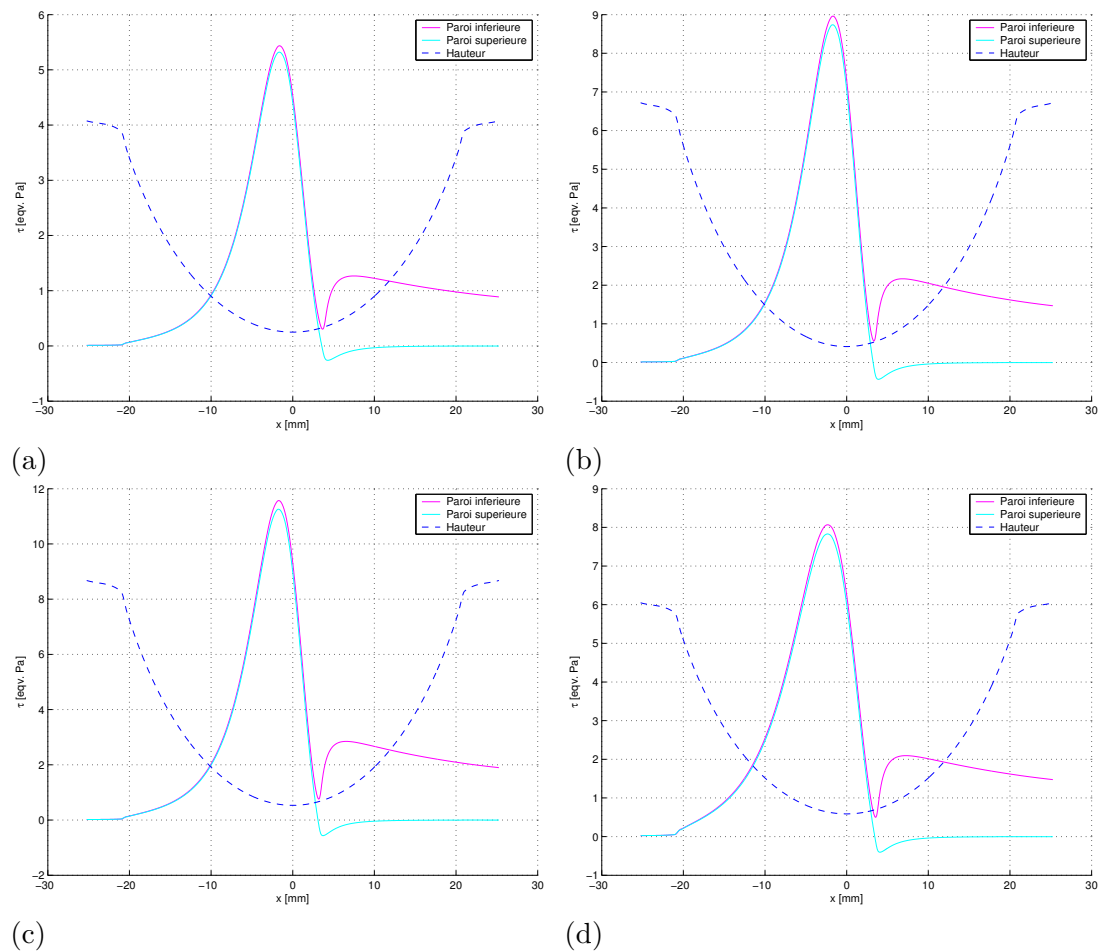 6
5
4
3
2
1
0
−1
−30
−20
−10
0
10
20
30
τ [eqv. Pa]
x [mm]
Paroi inferieure
Paroi superieure
Hauteur
(a)
9
8
7
6
5
4
3
2
1
0
−1
−30
−20
−10
0
10
20
30
τ [eqv. Pa]
x [mm]
Paroi inferieure
Paroi superieure
Hauteur
(b)
12
10
8
6
4
2
0
−2
−30
−20
−10
0
10
20
30
τ [eqv. Pa]
x [mm]
Paroi inferieure
Paroi superieure
Hauteur
(c)
9
8
7
6
5
4
3
2
1
0
−1
−30
−20
−10
0
10
20
30
τ [eqv. Pa]
x [mm]
Paroi inferieure
Paroi superieure
Hauteur
(d)